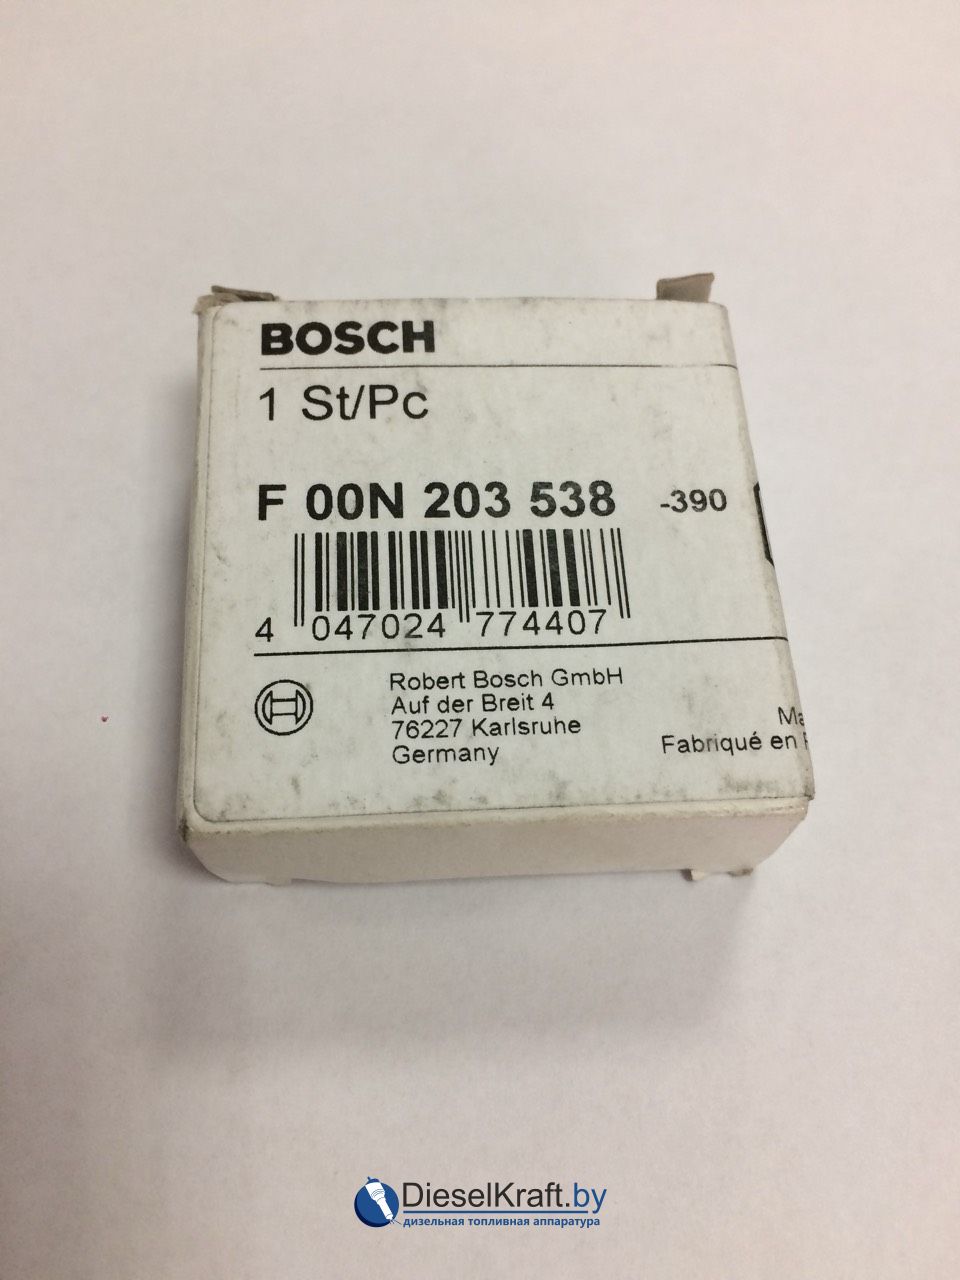 BOSCH
1 St/Pc
F 00N 203 538 -390
4 047024 774407
Robert Bosch GmbH
Auf der Breit 4
76227 Karlsruhe
Germany
Fabriqué en
DieselKraft.by
дизельная топливная аппаратура